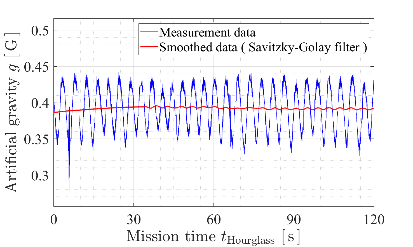 0.5
Measurement data
Smoothed data ( Savitzky-Golay filter )
0.45
0.4
0.35
0.3
Artificial gravity g [ G ]
0 30 60 90 120
Mission time tHourglass [ s ]